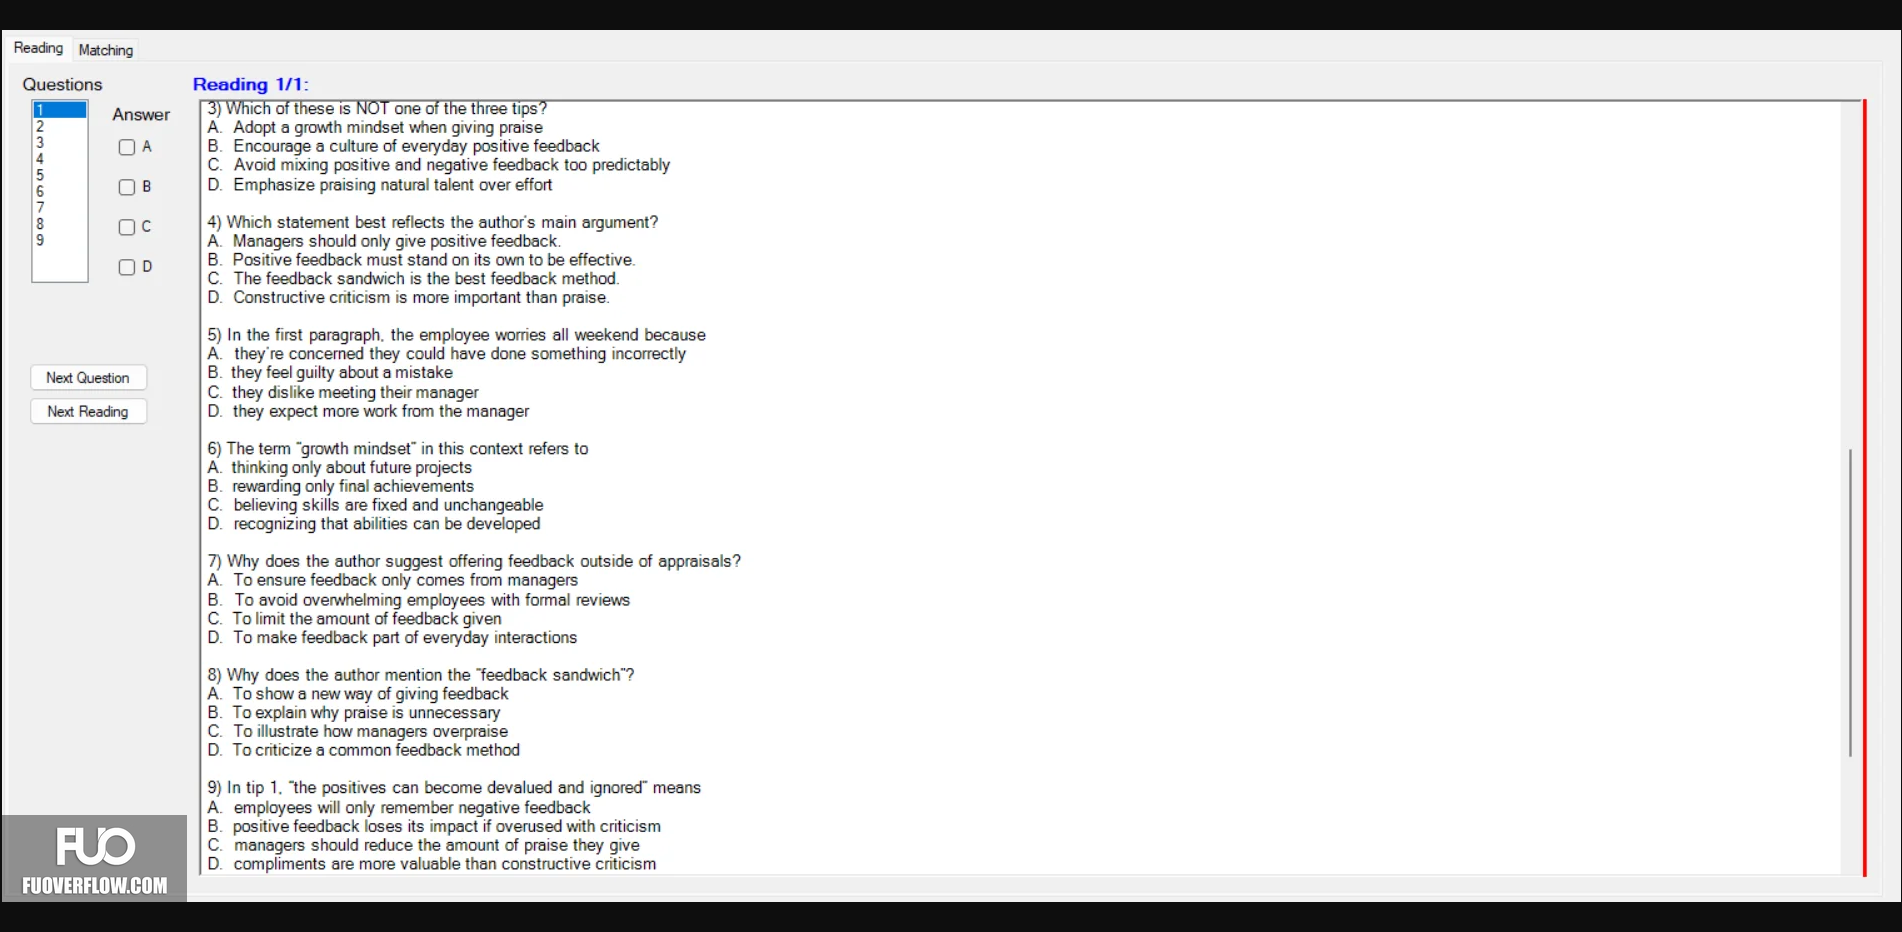 Reading
Matching
Questions
Reading 1/1:
1
2
3
4
5
6
7
8
9
Answer
A
B
C
D
Next Question
Next Reading
3) Which of these is NOT one of the three tips?
A. Adopt a growth mindset when giving praise
B. Encourage a culture of everyday positive feedback
C. Avoid mixing positive and negative feedback too predictably
D. Emphasize praising natural talent over effort
4) Which statement best reflects the author's main argument?
A. Managers should only give positive feedback.
B. Positive feedback must stand on its own to be effective.
C. The feedback sandwich is the best feedback method.
D. Constructive criticism is more important than praise.
5) In the first paragraph, the employee worries all weekend because
A. they're concerned they could have done something incorrectly
B. they feel guilty about a mistake
C. they dislike meeting their manager
D. they expect more work from the manager
6) The term "growth mindset" in this context refers to
A. thinking only about future projects
B. rewarding only final achievements
C. believing skills are fixed and unchangeable
D. recognizing that abilities can be developed
7) Why does the author suggest offering feedback outside of appraisals?
A. To ensure feedback only comes from managers
B. To avoid overwhelming employees with formal reviews
C. To limit the amount of feedback given
D. To make feedback part of everyday interactions
8) Why does the author mention the "feedback sandwich"?
A. To show a new way of giving feedback
B. To explain why praise is unnecessary
C. To illustrate how managers overpraise
D. To criticize a common feedback method
9) In tip 1, "the positives can become devalued and ignored" means
A. employees will only remember negative feedback
B. positive feedback loses its impact if overused with criticism
C. managers should reduce the amount of praise they give
D. compliments are more valuable than constructive criticism
FUO
FUOVERFLOW.COM